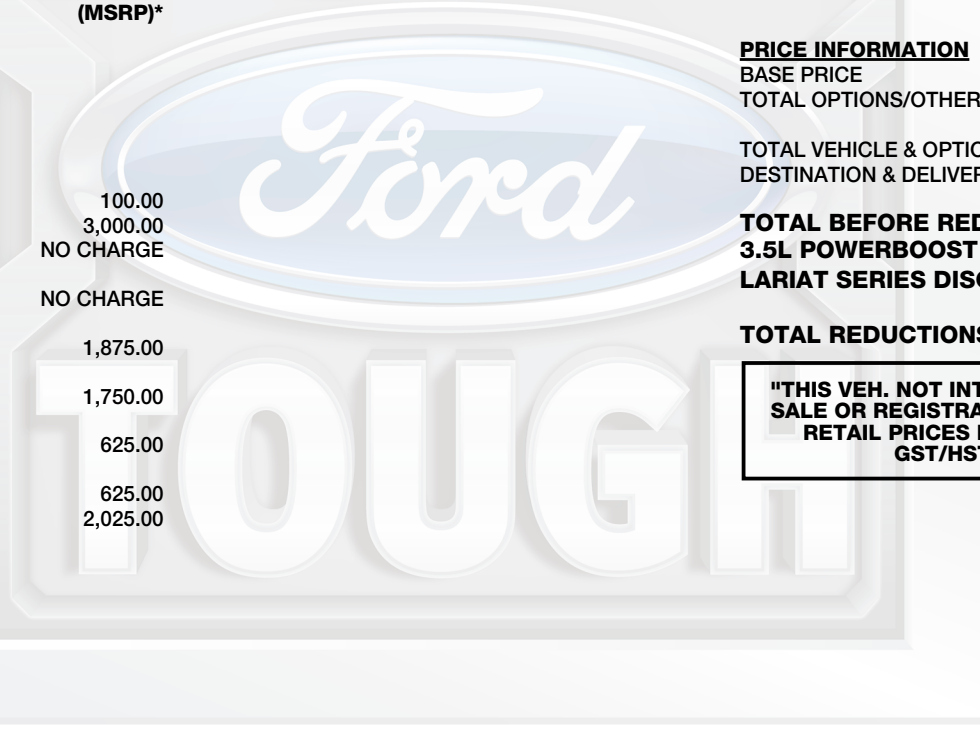 (MSRP)*
100.00
3,000.00
NO CHARGE
NO CHARGE
1,875.00
1,750.00
625.00
625.00
2,025.00
Ford
TOUGH
PRICE INFORMATION
BASE PRICE
TOTAL OPTIONS/OTHER
TOTAL VEHICLE & OPTIO
DESTINATION & DELIVER
TOTAL BEFORE RED
3.5L POWERBOOST
LARIAT SERIES DISC
TOTAL REDUCTIONS
"THIS VEH. NOT INT
SALE OR REGISTRA
RETAIL PRICES
GST/HST